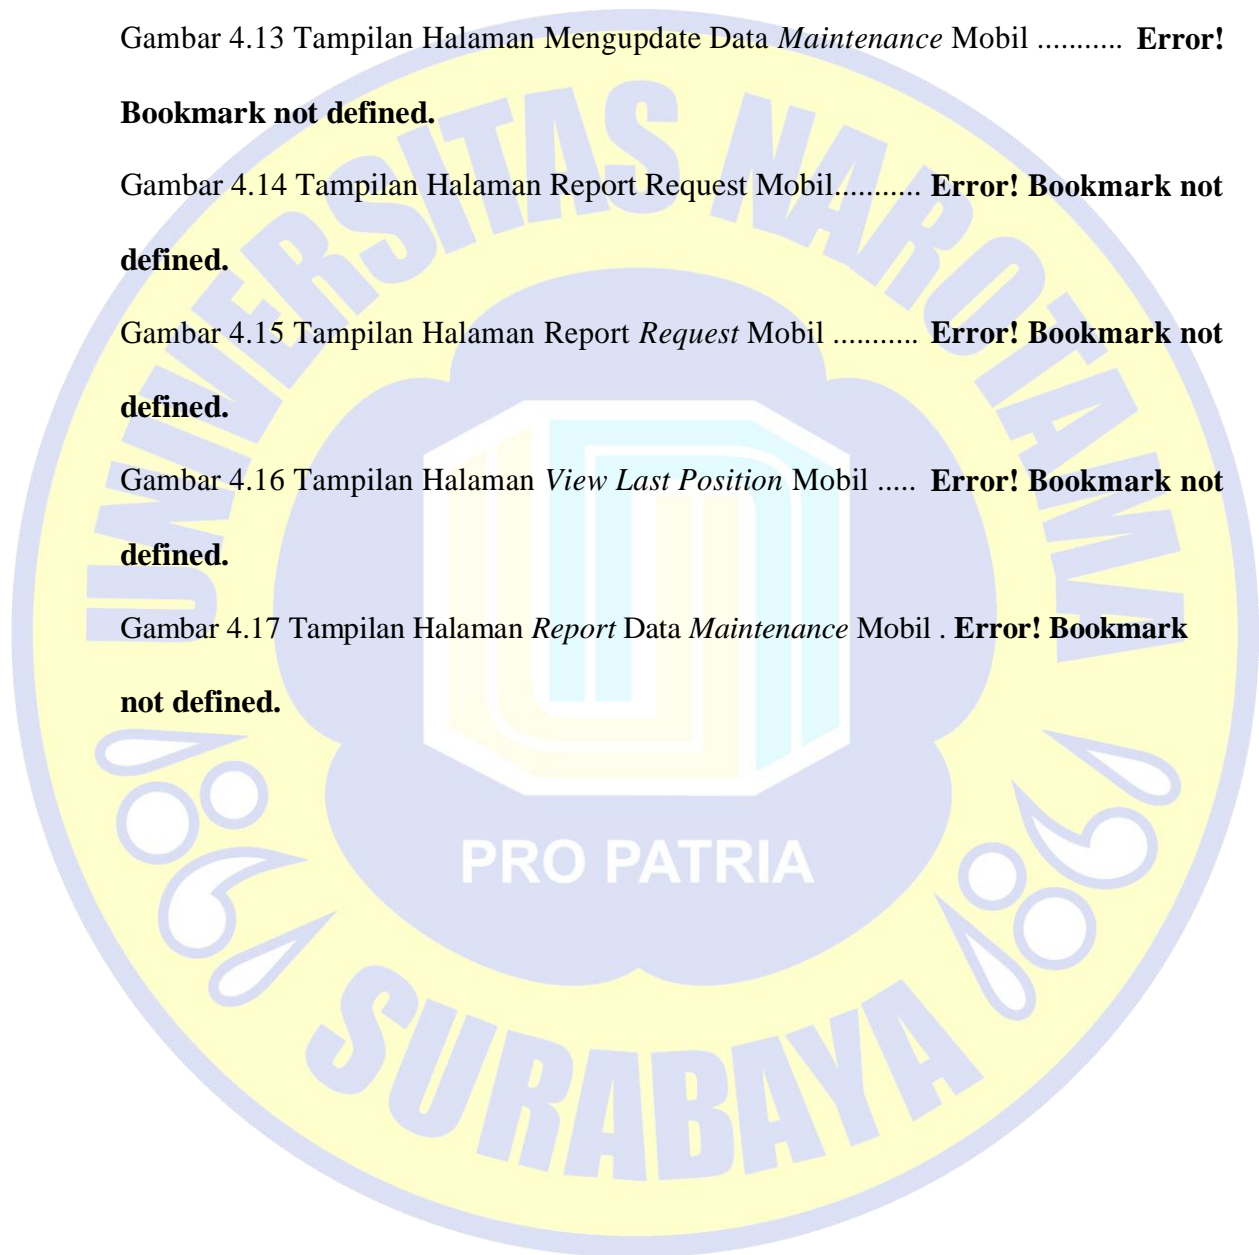 Gambar 4.13 Tampilan Halaman Mengupdate Data Maintenance Mobil ........... Error!
Bookmark not defined.
Gambar 4.14 Tampilan Halaman Report Request Mobil........... Error! Bookmark not
defined.
Gambar 4.15 Tampilan Halaman Report Request Mobil ........... Error! Bookmark not
defined.
Gambar 4.16 Tampilan Halaman View Last Position Mobil ..... Error! Bookmark not
defined.
Gambar 4.17 Tampilan Halaman Report Data Maintenance Mobil . Error! Bookmark
not defined.
UNIVERSITAS NAROTAMA
PRO PATRIA
SURABAYA